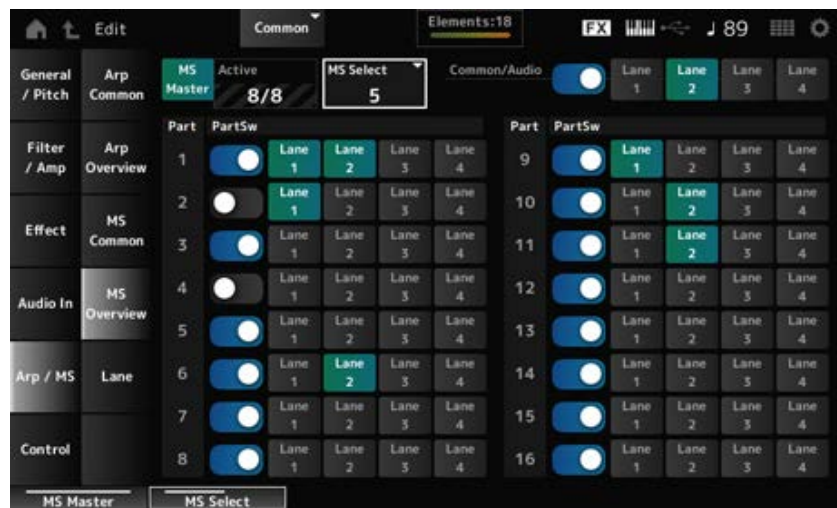 Edit Common Elements:18 FX 89
General / Pitch
Arp Common
MS Master
Active 8/8
MS Select 5
Common/Audio Lane 1 Lane 2 Lane 3 Lane 4
Part PartSw Part PartSw
Filter / Amp
Arp Overview
1 Lane 1 Lane 2 Lane 3 Lane 4 9 Lane 1 Lane 2 Lane 3 Lane 4
2 Lane 1 Lane 2 Lane 3 Lane 4 10 Lane 1 Lane 2 Lane 3 Lane 4
Effect
MS Common
3 Lane 1 Lane 2 Lane 3 Lane 4 11 Lane 1 Lane 2 Lane 3 Lane 4
Audio In
MS Overview
4 Lane 1 Lane 2 Lane 3 Lane 4 12 Lane 1 Lane 2 Lane 3 Lane 4
5 Lane 1 Lane 2 Lane 3 Lane 4 13 Lane 1 Lane 2 Lane 3 Lane 4
Arp / MS
Lane
6 Lane 1 Lane 2 Lane 3 Lane 4 14 Lane 1 Lane 2 Lane 3 Lane 4
7 Lane 1 Lane 2 Lane 3 Lane 4 15 Lane 1 Lane 2 Lane 3 Lane 4
Control
8 Lane 1 Lane 2 Lane 3 Lane 4 16 Lane 1 Lane 2 Lane 3 Lane 4
MS Master MS Select